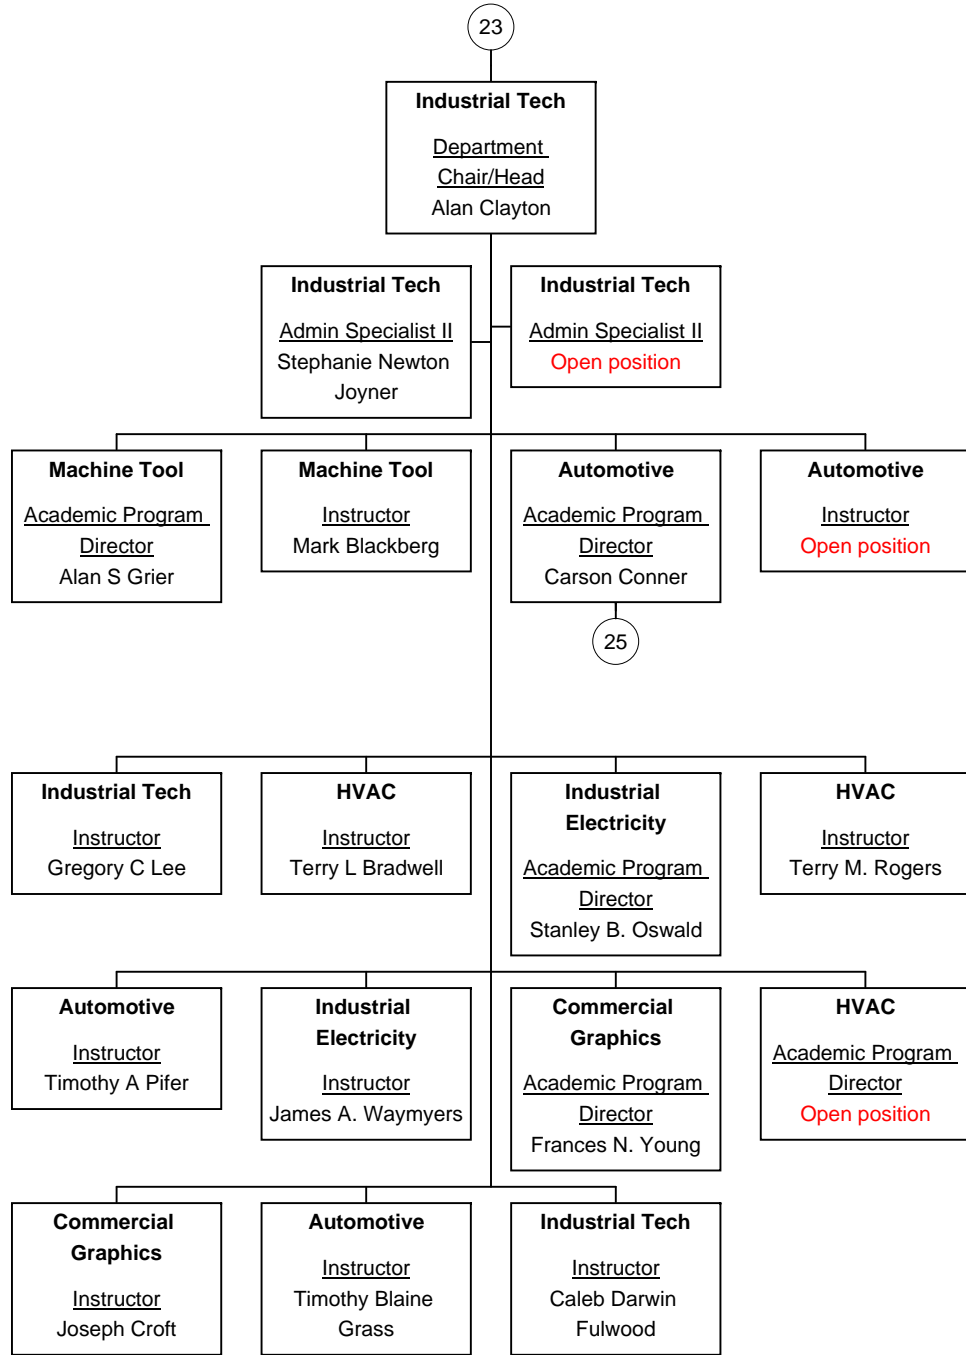 23
Industrial Tech
Department
Chair/Head
Alan Clayton
Industrial Tech
Admin Specialist II
Stephanie Newton
Joyner
Industrial Tech
Admin Specialist II
Open position
Machine Tool
Academic Program
Director
Alan S Grier
Machine Tool
Instructor
Mark Blackberg
Automotive
Academic Program
Director
Carson Conner
25
Automotive
Instructor
Open position
Industrial Tech
Instructor
Gregory C Lee
HVAC
Instructor
Terry L Bradwell
Industrial
Electricity
Academic Program
Director
Stanley B. Oswald
HVAC
Instructor
Terry M. Rogers
Automotive
Instructor
Timothy A Pifer
Industrial
Electricity
Instructor
James A. Waymyers
Commercial
Graphics
Academic Program
Director
Frances N. Young
HVAC
Academic Program
Director
Open position
Commercial
Graphics
Instructor
Joseph Croft
Automotive
Instructor
Timothy Blaine
Grass
Industrial Tech
Instructor
Caleb Darwin
Fulwood